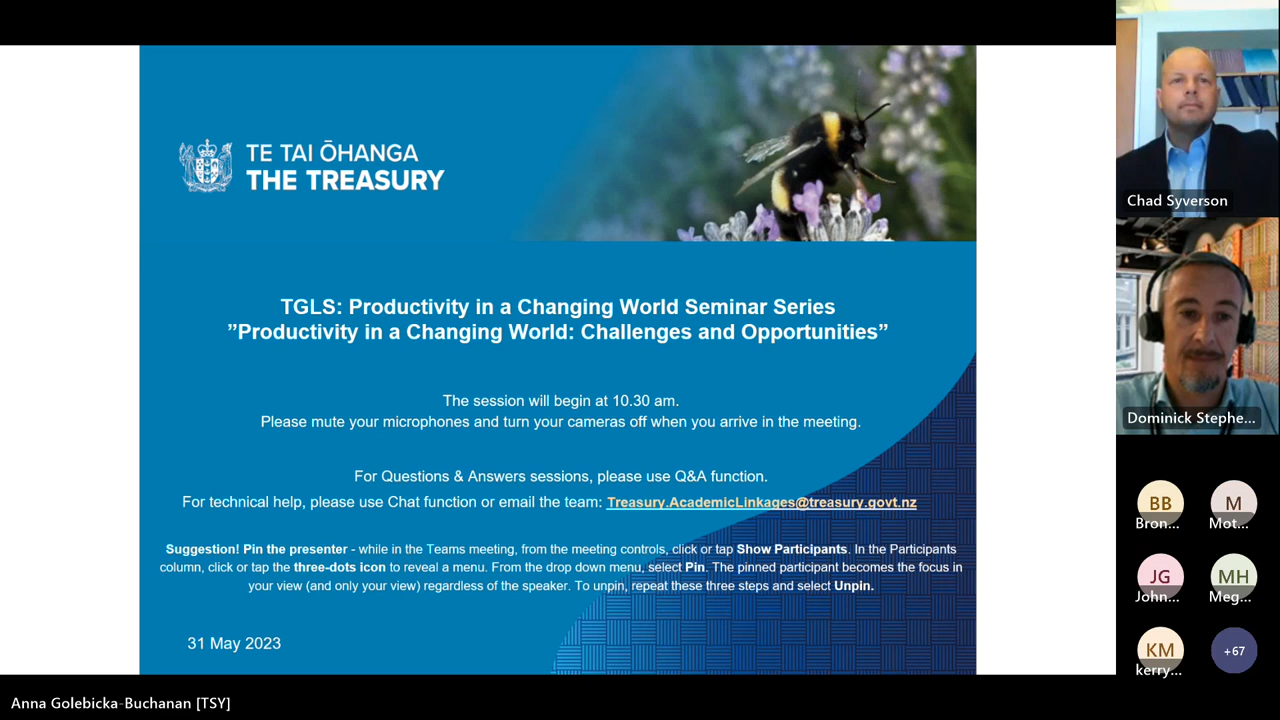 TE TAI ŌHANGA
THE TREASURY
TGLS: Productivity in a Changing World Seminar Series
”Productivity in a Changing World: Challenges and Opportunities”
The session will begin at 10.30 am.
Please mute your microphones and turn your cameras off when you arrive in the meeting.
For Questions & Answers sessions, please use Q&A function.
For technical help, please use Chat function or email the team: Treasury.AcademicLinkages@treasury.govt.nz
Suggestion! Pin the presenter - while in the Teams meeting, from the meeting controls, click or tap Show Participants. In the Participants
column, click or tap the three-dots icon to reveal a menu. From the drop down menu, select Pin. The pinned participant becomes the focus in
your view (and only your view) regardless of the speaker. To unpin, repeat these three steps and select Unpin.
31 May 2023
Chad Syverson
Dominick Stephe...
BB
Bron...
M
Mot...
JG
John...
MH
Meg...
KM
kerry...
+67
Anna Golebicka-Buchanan [TSY]